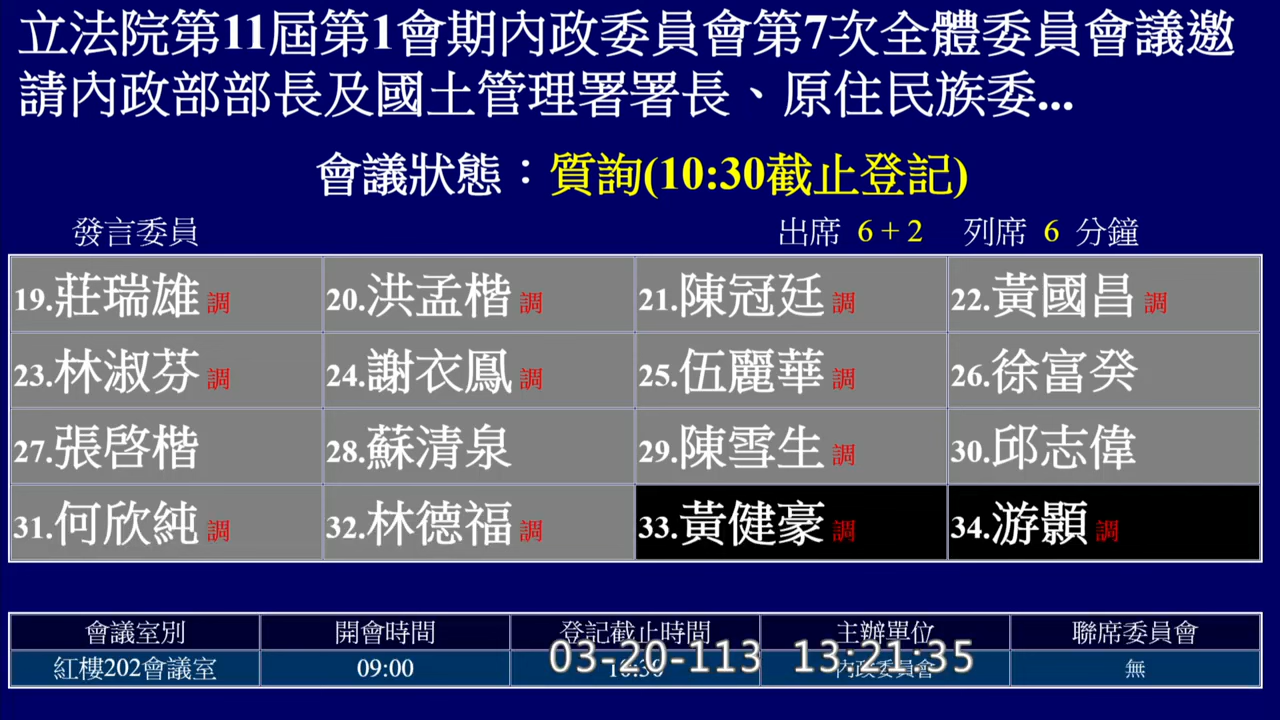 立法院第11屆第1會期內政委員會第7次全體委員會議邀
請內政部部長及國土管理署署長、原住民族委...
會議狀態：質詢(10:30截止登記)
發言委員 出席 6 + 2 列席 6 分鐘
19.莊瑞雄 調 20.洪孟楷 調 21.陳冠廷 調 22.黃國昌 調
23.林淑芬 調 24.謝衣鳳 調 25.伍麗華 調 26.徐富癸
27.張啓楷 28.蘇清泉 29.陳雪生 調 30.邱志偉
31.何欣純 調 32.林德福 調 33.黃健豪 調 34.游顥 調
會議室別 開會時間 登記截止時間 主辦單位 聯席委員會
03-20-113 13:21:35
紅樓202會議室 09:00 10:30 內政委員會 無